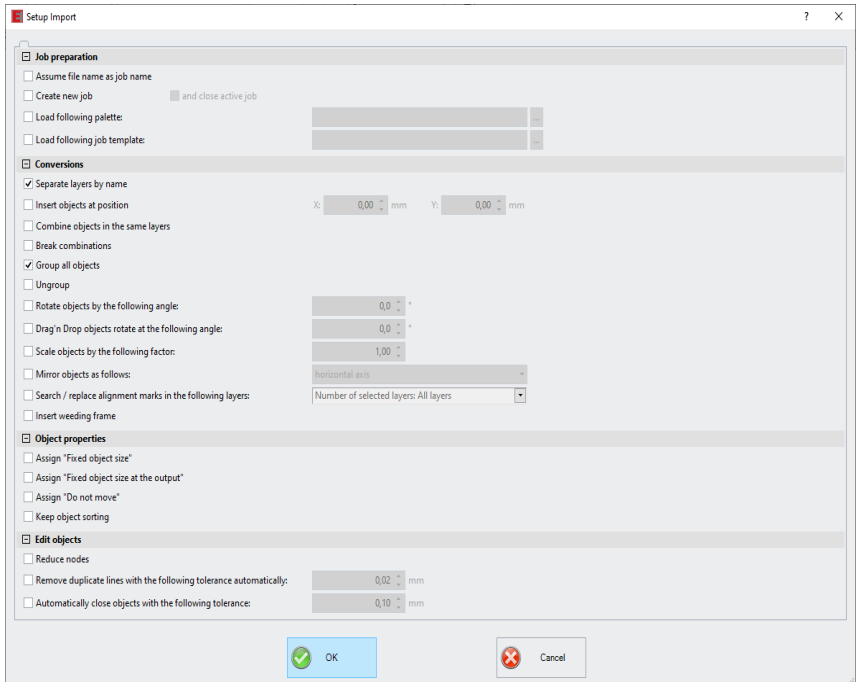 Setup Import ? X
Job preparation
Assume file name as job name
Create new job and close active job
Load following palette: ...
Load following job template: ...
Conversions
Separate layers by name
Insert objects at position X: 0,00 mm Y: 0,00 mm
Combine objects in the same layers
Break combinations
Group all objects
Ungroup
Rotate objects by the following angle: 0,0 °
Drag'n Drop objects rotate at the following angle: 0,0 °
Scale objects by the following factor: 1,00
Mirror objects as follows: horizontal axis
Search / replace alignment marks in the following layers: Number of selected layers: All layers
Insert weeding frame
Object properties
Assign "Fixed object size"
Assign "Fixed object size at the output"
Assign "Do not move"
Keep object sorting
Edit objects
Reduce nodes
Remove duplicate lines with the following tolerance automatically: 0,02 mm
Automatically close objects with the following tolerance: 0,10 mm
OK Cancel